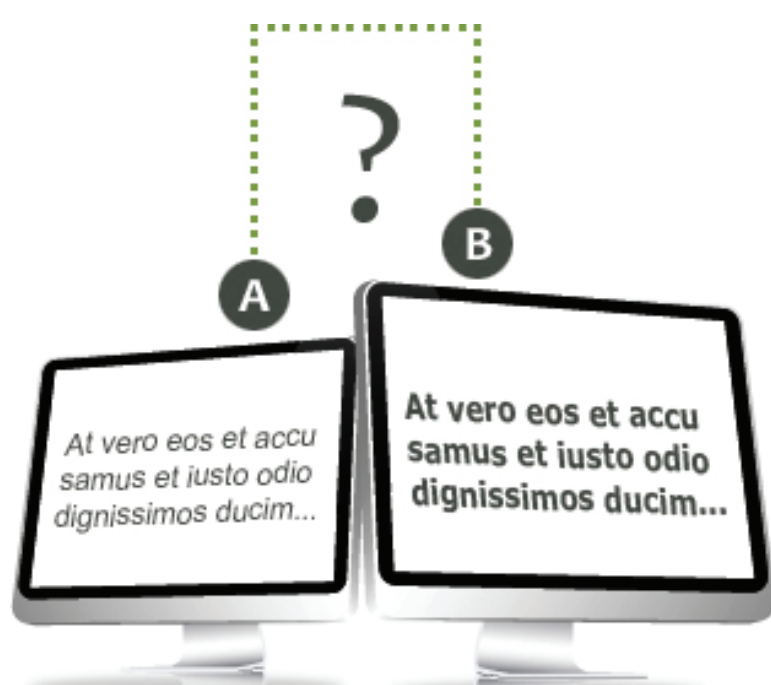 ?
B
A
At vero eos et accu
samus et iusto odio
dignissimos ducim...
At vero eos et accu
samus et iusto odio
dignissimos ducim...